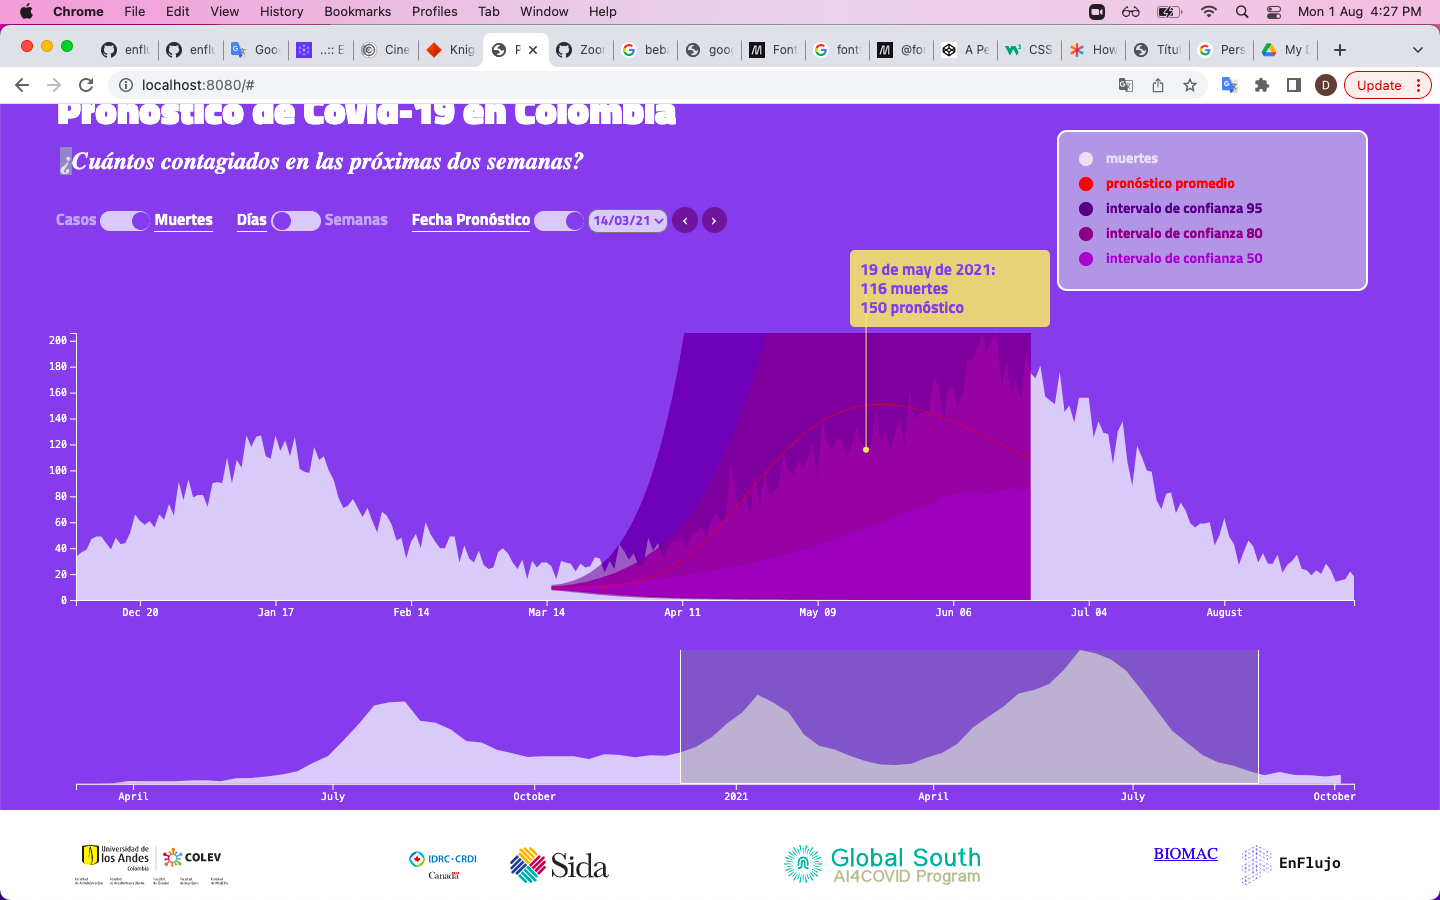 Chrome File Edit View History Bookmarks Profiles Tab Window Help Mon 1 Aug 4:27 PM
enflu enflu Goo ..:: E Cine Knig P Zoor beba goo Font font @fo A Pe CSS How Títul Pers My D
localhost:8080/# D Update
Pronóstico de Covid-19 en Colombia
¿Cuántos contagiados en las próximas dos semanas?
Casos Muertes Días Semanas Fecha Pronóstico 14/03/21 ‹ ›
muertes
pronóstico promedio
intervalo de confianza 95
intervalo de confianza 80
intervalo de confianza 50
19 de may de 2021:
116 muertes
150 pronóstico
200
180
160
140
120
100
80
60
40
20
0
Dec 20 Jan 17 Feb 14 Mar 14 Apr 11 May 09 Jun 06 Jul 04 August
April July October 2021 April July October
Universidad de
los Andes
Colombia
COLEV
IDRC·CRDI
Canada
Sida
Global South
AI4COVID Program
BIOMAC
EnFlujo